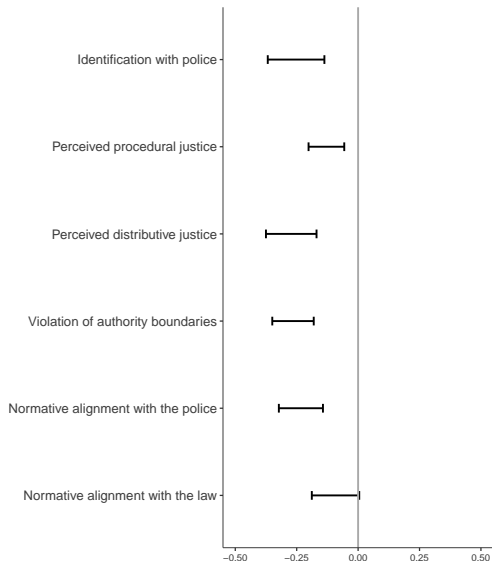 Identification with police
Perceived procedural justice
Perceived distributive justice
Violation of authority boundaries
Normative alignment with the police
Normative alignment with the law
−0.50 −0.25 0.00 0.25 0.50